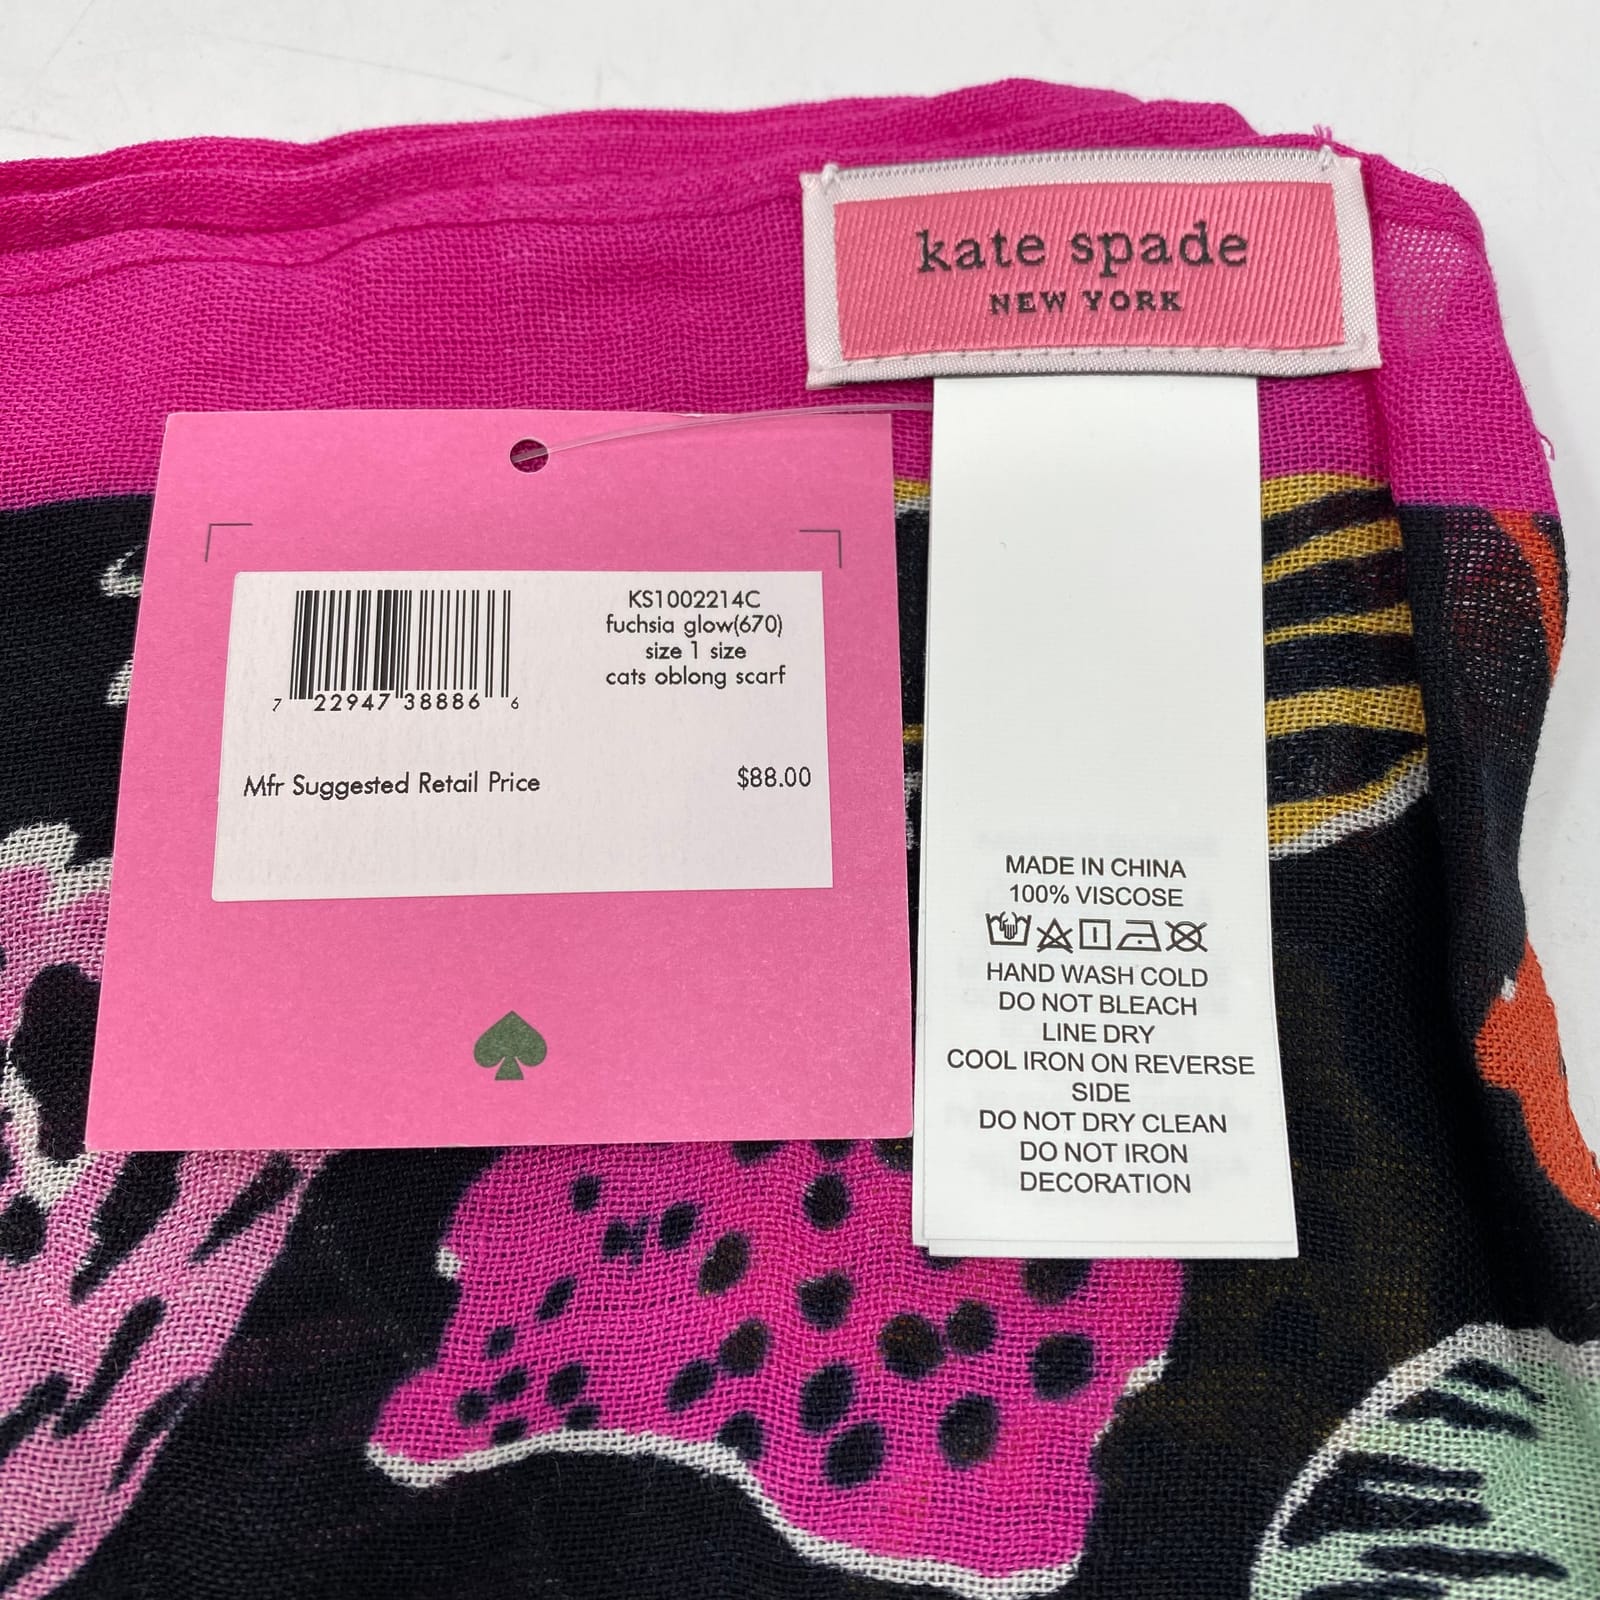 kate spade
NEW YORK
KS1002214C
fuchsia glow(670)
size 1 size
cats oblong scarf
7 22947 38886 6
Mfr Suggested Retail Price $88.00
MADE IN CHINA
100% VISCOSE
HAND WASH COLD
DO NOT BLEACH
LINE DRY
COOL IRON ON REVERSE
SIDE
DO NOT DRY CLEAN
DO NOT IRON
DECORATION